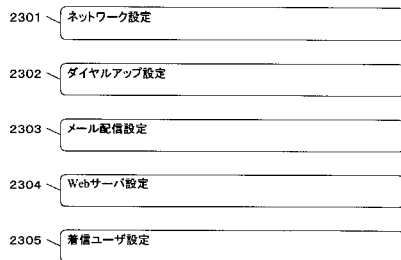 2301 ネットワーク設定
2302 ダイヤルアップ設定
2303 メール配信設定
2304 Webサーバ設定
2305 着信ユーザ設定